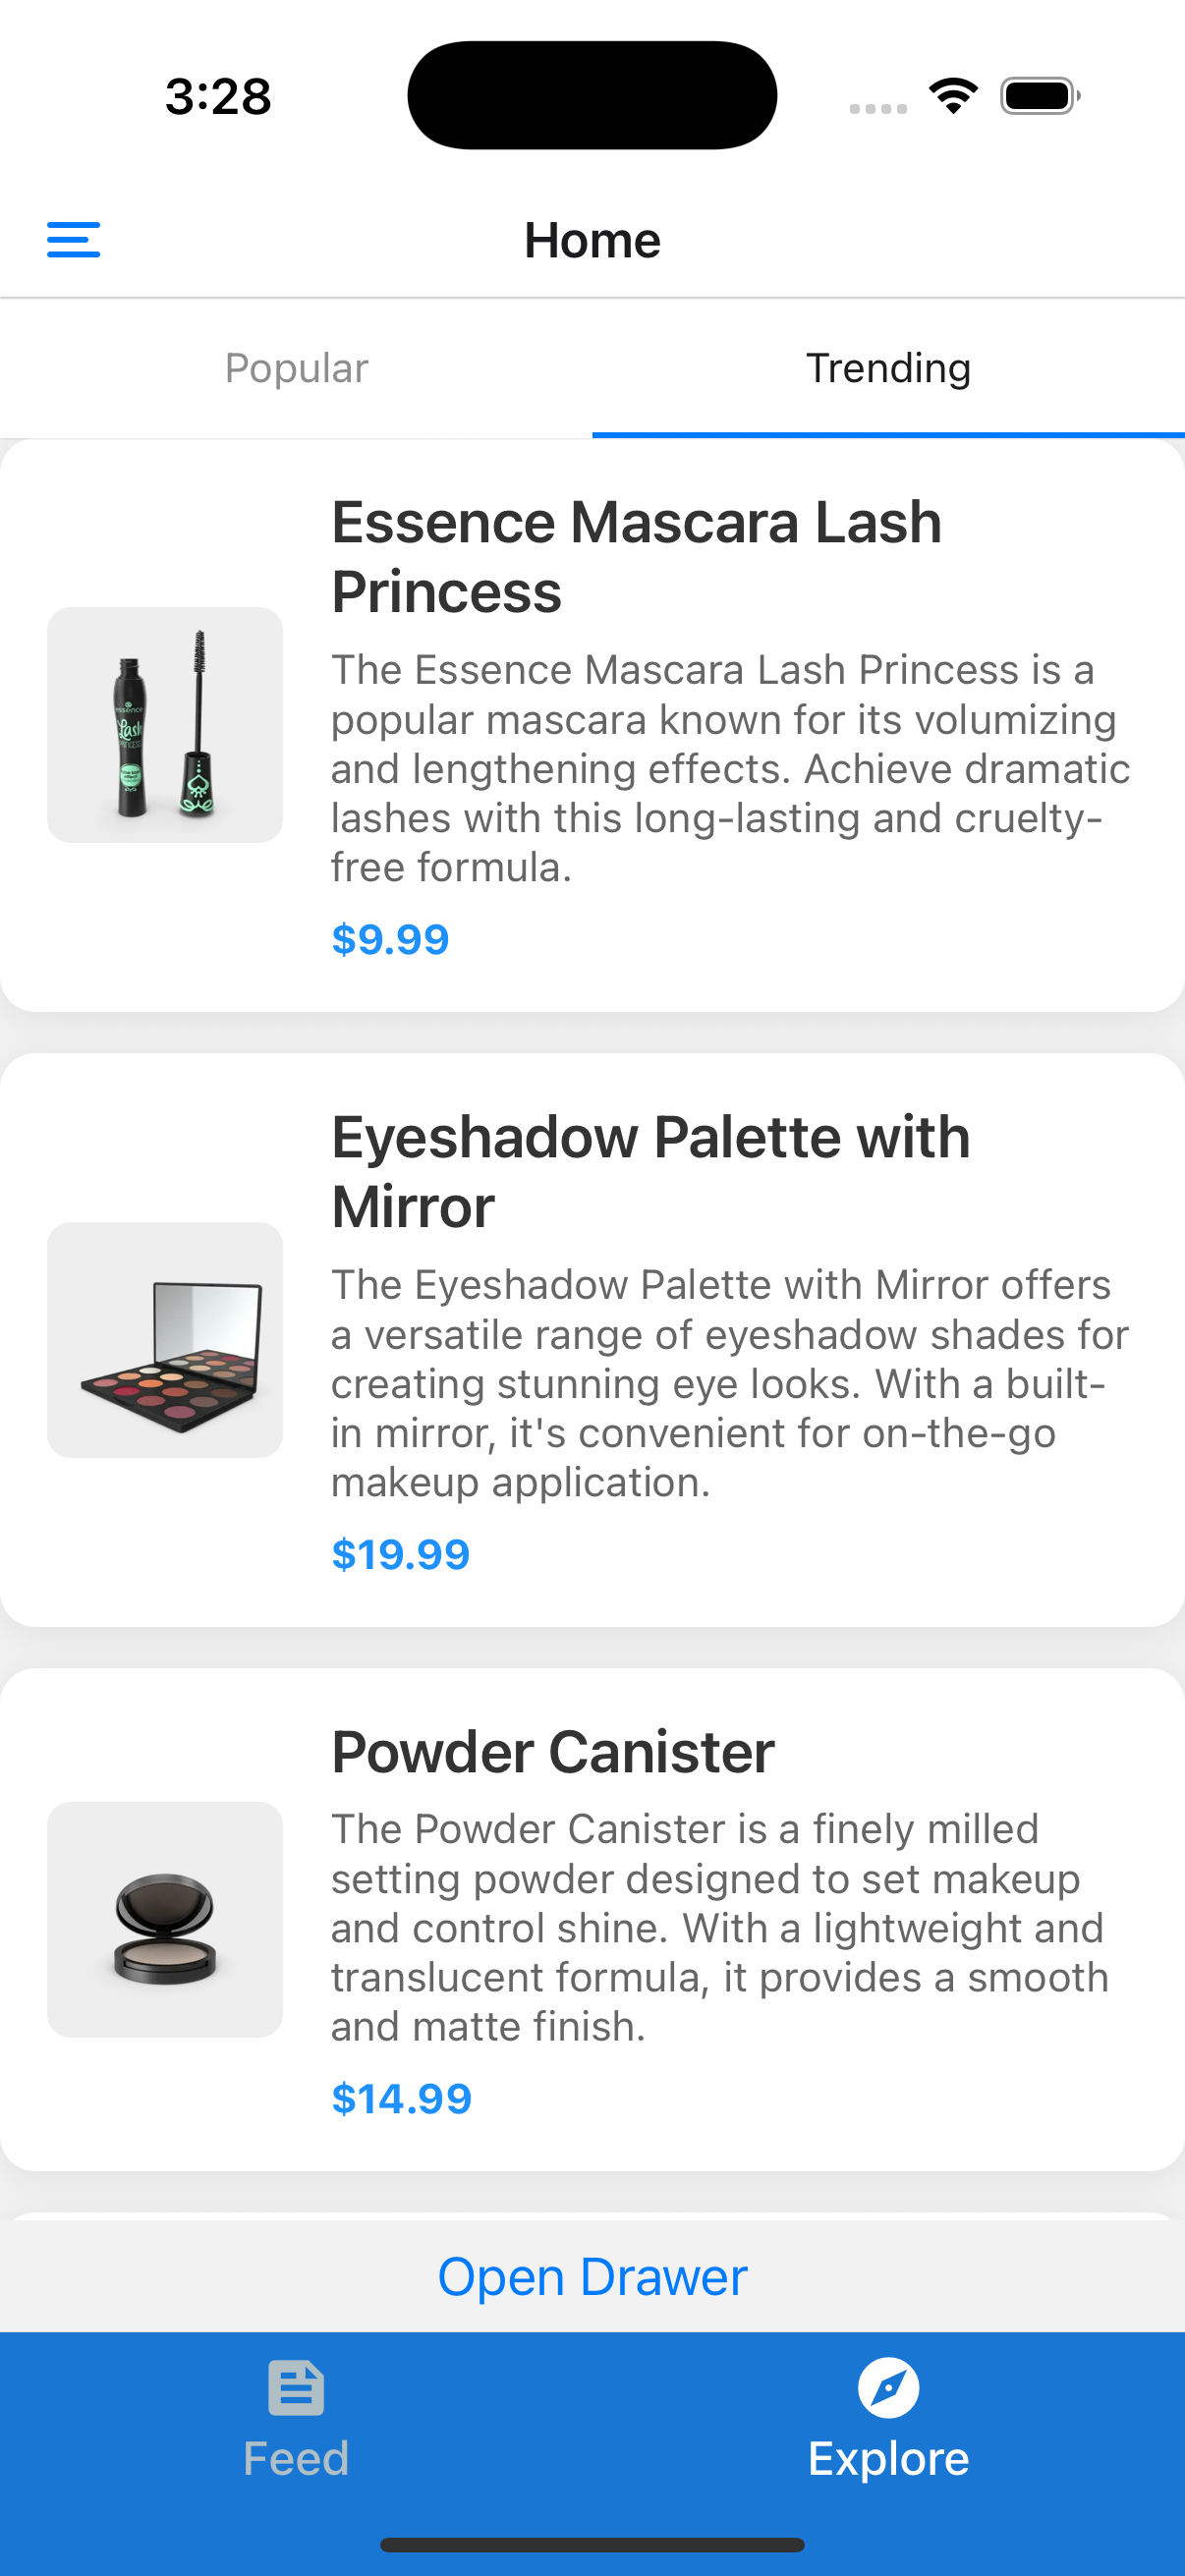 3:28
Home
Popular
Trending
Essence Mascara Lash
Princess
The Essence Mascara Lash Princess is a
popular mascara known for its volumizing
and lengthening effects. Achieve dramatic
lashes with this long-lasting and cruelty-
free formula.
$9.99
essence
Lash
PRINCESS
Eyeshadow Palette with
Mirror
The Eyeshadow Palette with Mirror offers
a versatile range of eyeshadow shades for
creating stunning eye looks. With a built-
in mirror, it's convenient for on-the-go
makeup application.
$19.99
Powder Canister
The Powder Canister is a finely milled
setting powder designed to set makeup
and control shine. With a lightweight and
translucent formula, it provides a smooth
and matte finish.
$14.99
Open Drawer
Feed
Explore